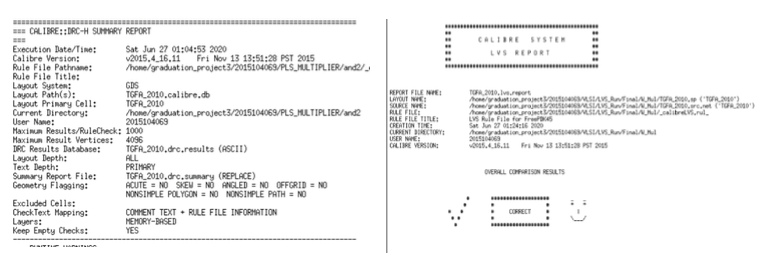 === CALIBRE::DRC-H SUMMARY REPORT
===
Execution Date/Time: Sat Jun 27 01:04:53 2020
Calibre Version: v2015.4_16.11 Fri Nov 13 13:51:28 PST 2015
Rule File Pathname: /home/graduation_project3/2015104069/PLS_MULTIPLIER/and2/_
Rule File Title:
Layout System: GDS
Layout Path(s): TGFA_2010.calibre.db
Layout Primary Cell: TGFA_2010
Current Directory: /home/graduation_project3/2015104069/PLS_MULTIPLIER/and2
User Name: 2015104069
Maximum Results/RuleCheck: 1000
Maximum Result Vertices: 4096
DRC Results Database: TGFA_2010.drc.results (ASCII)
Layout Depth: ALL
Text Depth: PRIMARY
Summary Report File: TGFA_2010.drc.summary (REPLACE)
Geometry Flagging: ACUTE = NO SKEW = NO ANGLED = NO OFFGRID = NO
NONSIMPLE POLYGON = NO NONSIMPLE PATH = NO
Excluded Cells:
CheckText Mapping: COMMENT TEXT + RULE FILE INFORMATION
Layers: MEMORY-BASED
Keep Empty Checks: YES
CALIBRE SYSTEM
LVS REPORT
REPORT FILE NAME: TGFA_2010.lvs.report
LAYOUT NAME: /home/graduation_project3/2015104069/VLSI/LVS_Run/Final/W_Mul/TGFA_2010.sp ('TGFA_2010')
SOURCE NAME: /home/graduation_project3/2015104069/VLSI/LVS_Run/Final/W_Mul/TGFA_2010.src.net ('TGFA_2010')
RULE FILE: /home/graduation_project3/2015104069/VLSI/LVS_Run/Final/W_Mul/_calibreLVS.rul_
RULE FILE TITLE: LVS Rule File for FreePDK45
CREATION TIME: Sat Jun 27 01:24:16 2020
CURRENT DIRECTORY: /home/graduation_project3/2015104069/VLSI/LVS_Run/Final/W_Mul
USER NAME: 2015104069
CALIBRE VERSION: v2015.4_16.11 Fri Nov 13 13:51:28 PST 2015
OVERALL COMPARISON RESULTS
CORRECT